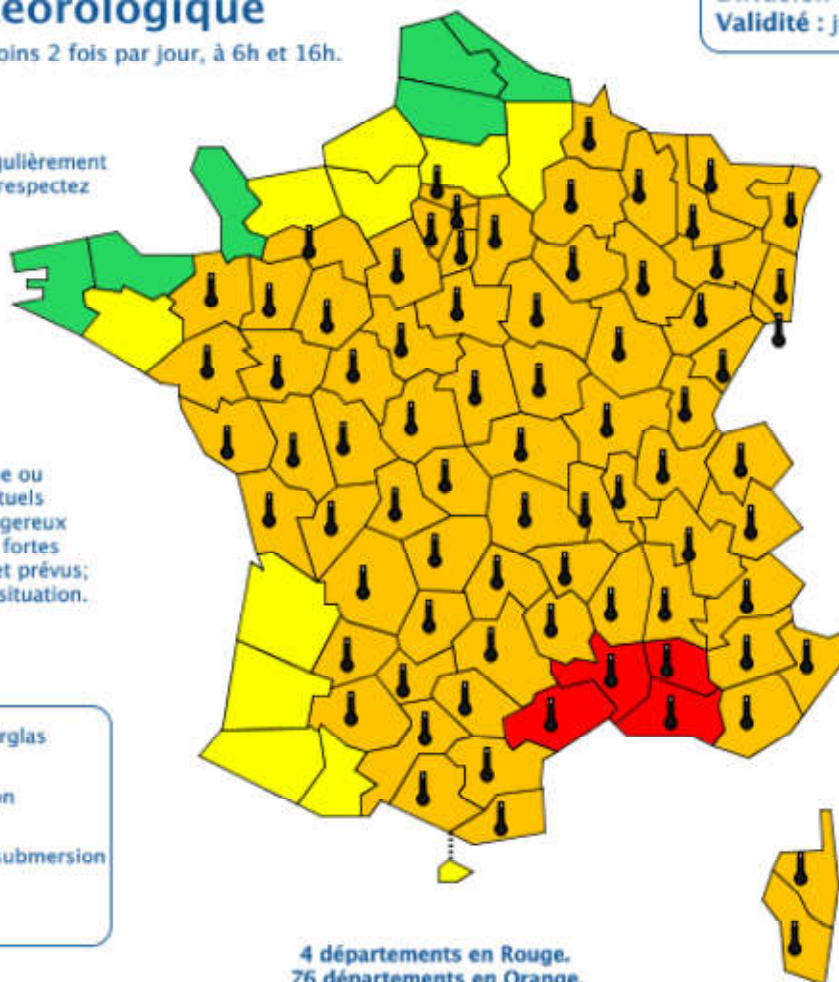 téorologique
oins 2 fois par jour, à 6h et 16h.
Validité : j
gulièrement
respectez
e ou
tuels
gereux
fortes
et prévus;
situation.
rglas
on
submersion
4 départements en Rouge.
76 départements en Orange.